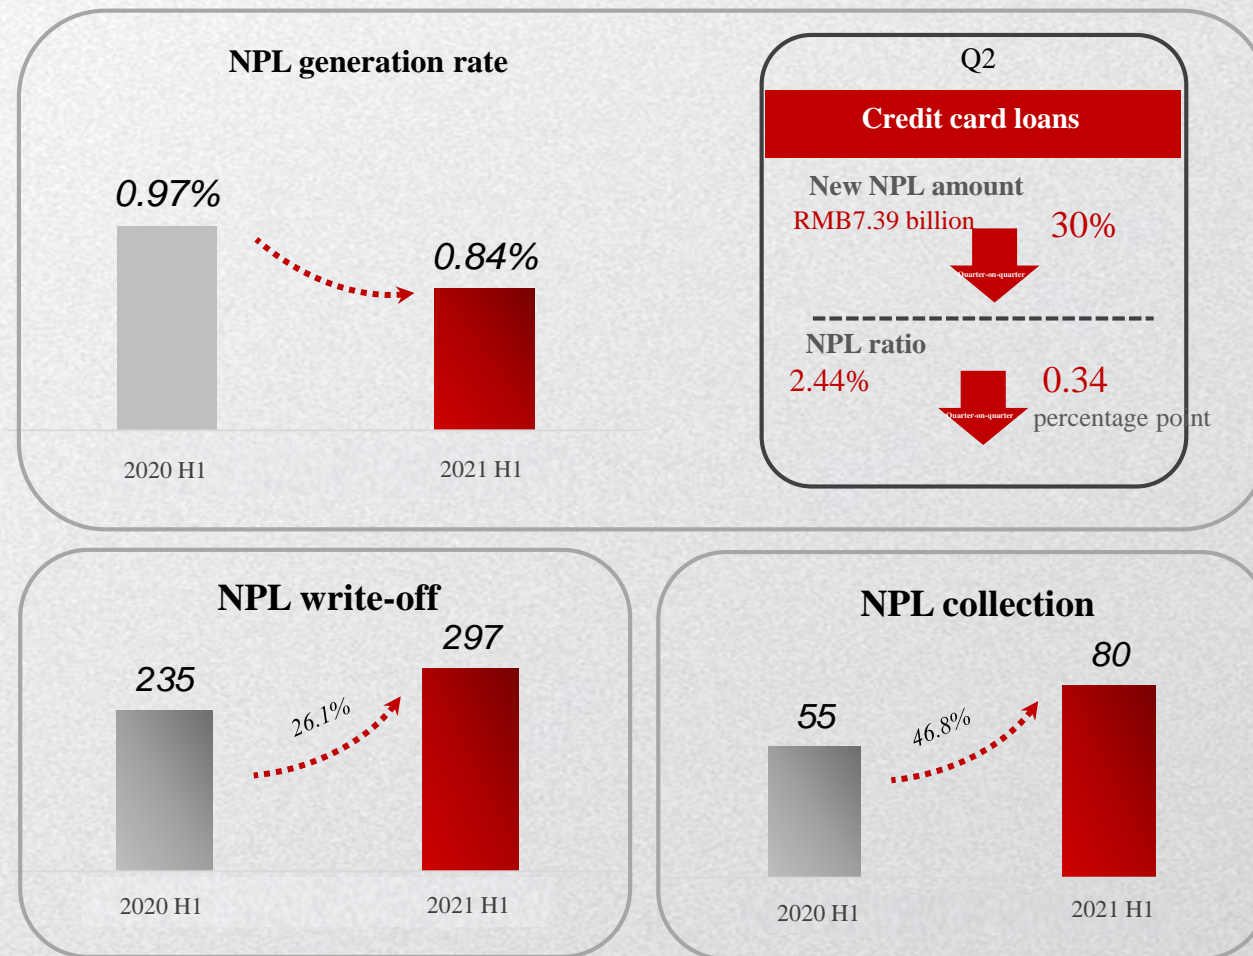 NPL generation rate
0.97%
0.84%
2020 H1
2021 H1
Q2
Credit card loans
New NPL amount
RMB7.39 billion
30%
Quarter-on-quarter
NPL ratio
2.44%
0.34
Quarter-on-quarter
percentage point
NPL write-off
235
26.1%
297
2020 H1
2021 H1
NPL collection
55
46.8%
80
2020 H1
2021 H1